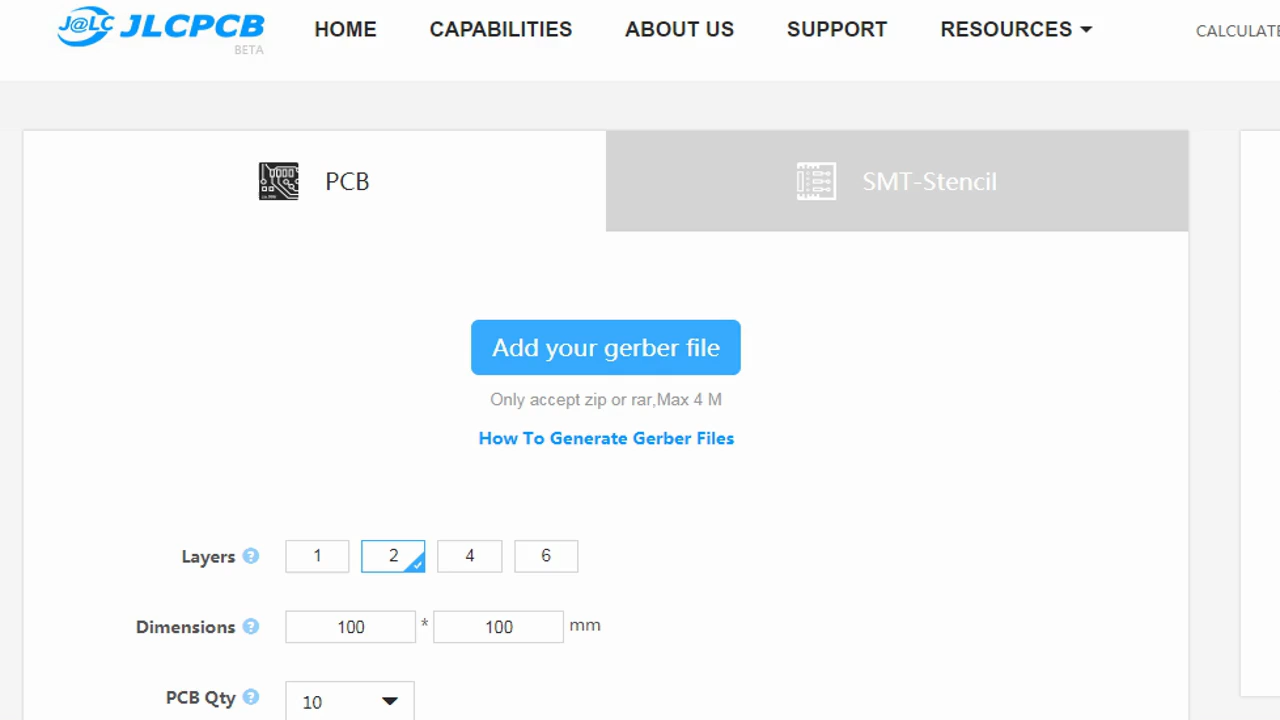 J@LC JLCPCB
BETA
HOME CAPABILITIES ABOUT US SUPPORT RESOURCES CALCULATE
PCB
SMT-Stencil
Add your gerber file
Only accept zip or rar,Max 4 M
How To Generate Gerber Files
Layers ? 1 2 4 6
Dimensions ? 100 * 100 mm
PCB Qty ? 10